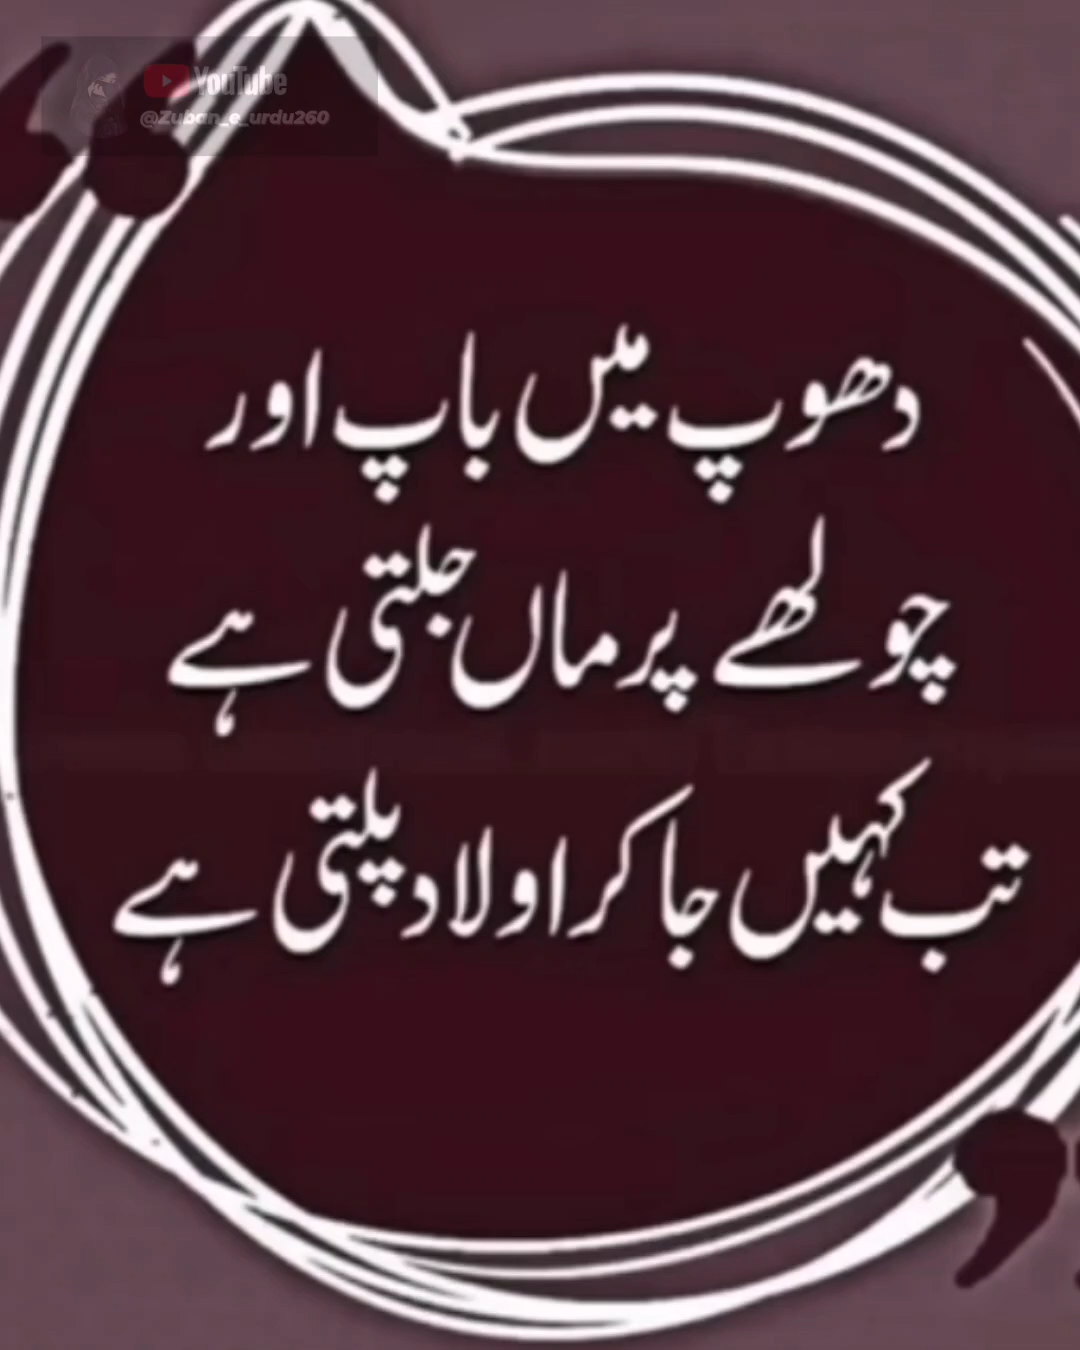 YouTube
@Zuban_e_urdu260
دھوپ میں باپ اور
چولھے پر ماں جلتی ہے
تب کہیں جا کر اولاد پلتی ہے